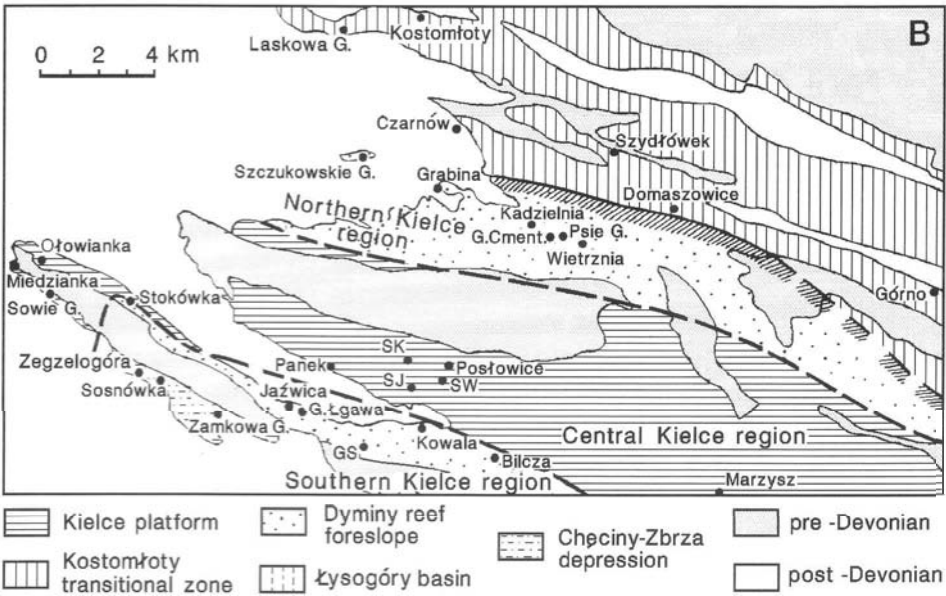 B
Laskowa G.
Kostomłoty
0 2 4 km
Czarnów
Szydłówek
Szczukowskie G.
Grabina
Domaszowice
Northern Kielce
region
Kadzielnia
G.Cment.
Psie G.
Wietrznia
Ołowianka
Miedzianka
Sowie G.
Stokówka
Górno
Zegzelogóra
Panek
SK
Posłowice
SJ
SW
Sosnówka
Jaźwica
G.Łgawa
Zamkowa G.
Kowala
Central Kielce region
GS
Bilcza
Southern Kielce region
Marzysz
Kielce platform
Dyminy reef
foreslope
Chęciny-Zbrza
depression
pre -Devonian
Kostomłoty
transitional zone
Łysogóry basin
post -Devonian